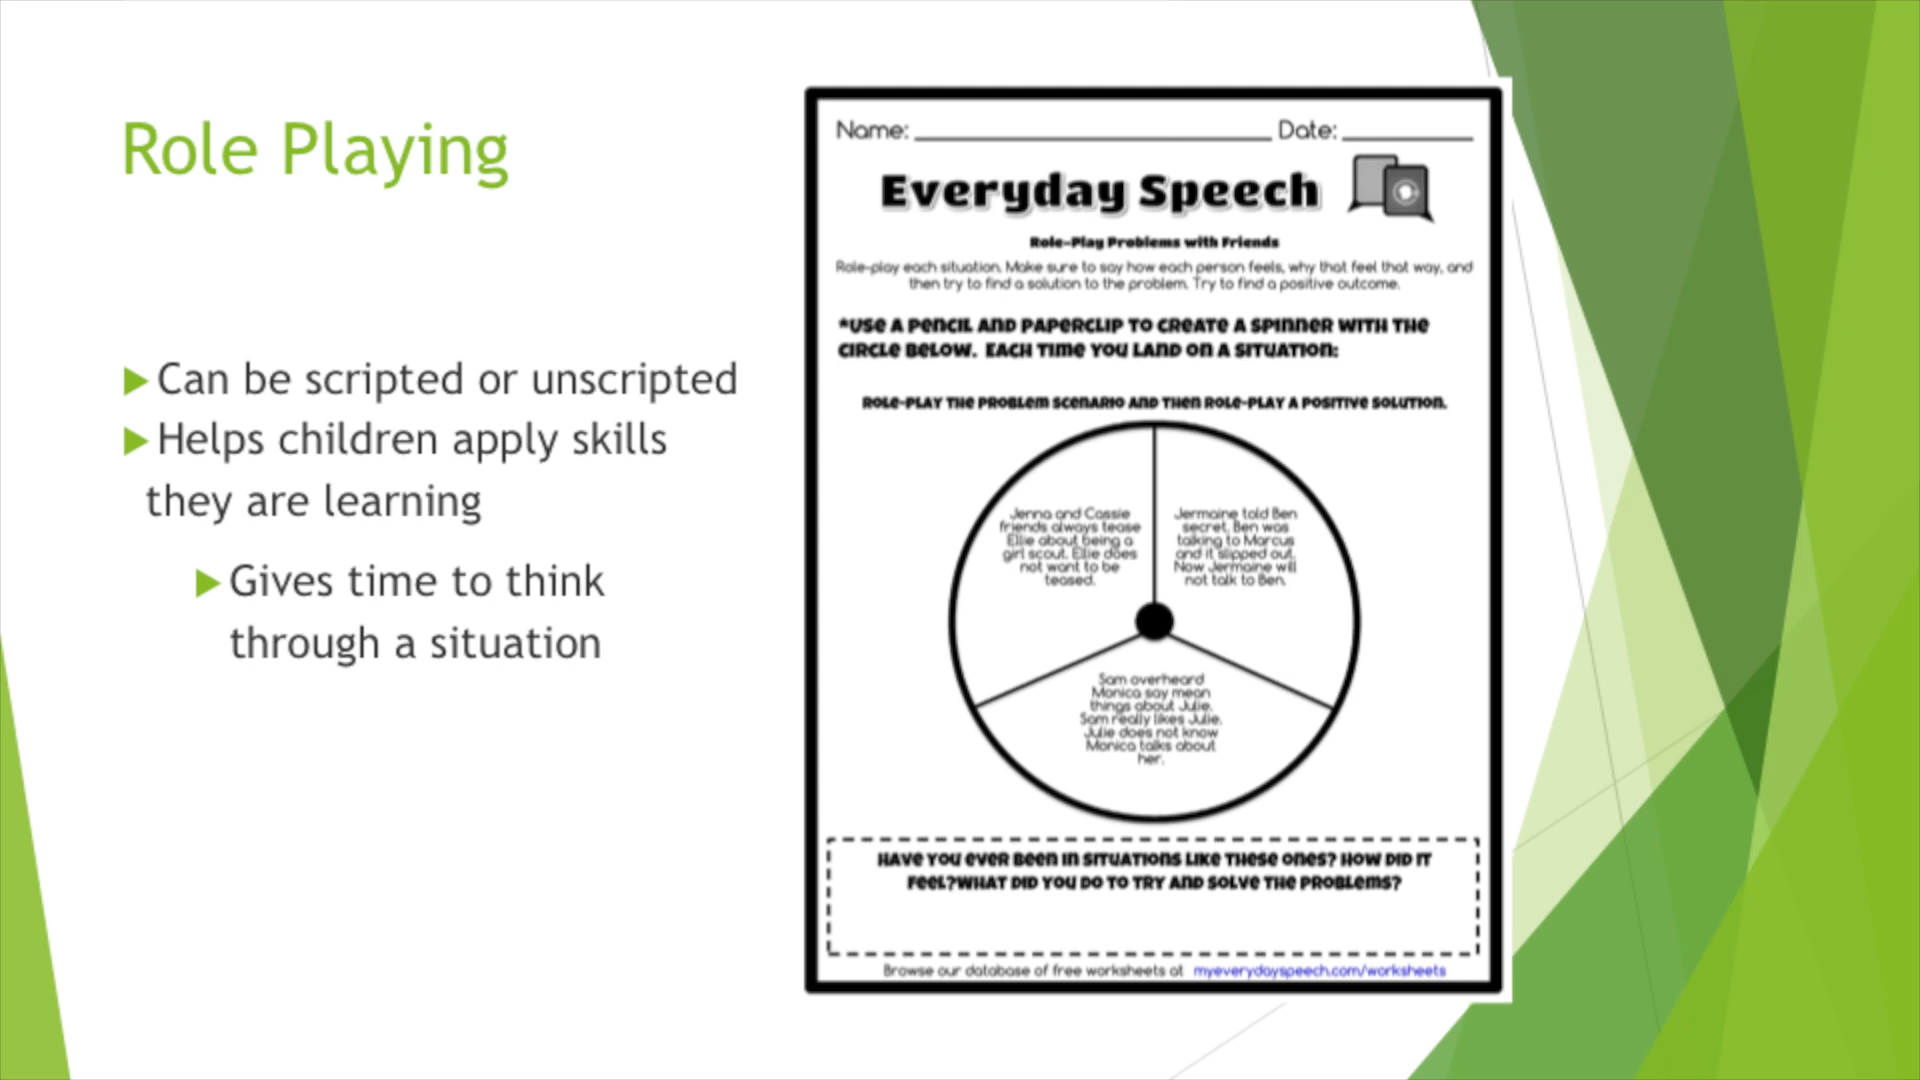 Role Playing
Can be scripted or unscripted
Helps children apply skills
they are learning
Gives time to think
through a situation
Name: Date:
Everyday Speech
Role-Play Problems with Friends
Role-play each situation. Make sure to say how each person feels, why that feel that way, and
then try to find a solution to the problem. Try to find a positive outcome.
*USE A PENCIL AND PAPERCLIP TO CREATE A SPINNER WITH THE
CIRCLE BELOW. EACH TIME YOU LAND ON A SITUATION:
ROLE-PLAY THE PROBLEM SCENARIO AND THEN ROLE-PLAY A POSITIVE SOLUTION.
Jenna and Cassie
friends always tease
Ellie about being a
girl scout. Ellie does
not want to be
teased.
Jermaine told Ben
secret. Ben was
talking to Marcus
and it slipped out.
Now Jermaine will
not talk to Ben.
Sam overheard
Monica say mean
things about Julie.
Sam really likes Julie.
Julie does not know
Monica talks about
her.
HAVE YOU EVER BEEN IN SITUATIONS LIKE THESE ONES? HOW DID IT
FEEL?WHAT DID YOU DO TO TRY AND SOLVE THE PROBLEMS?
Browse our database of free worksheets at myeverydayspeech.com/worksheets